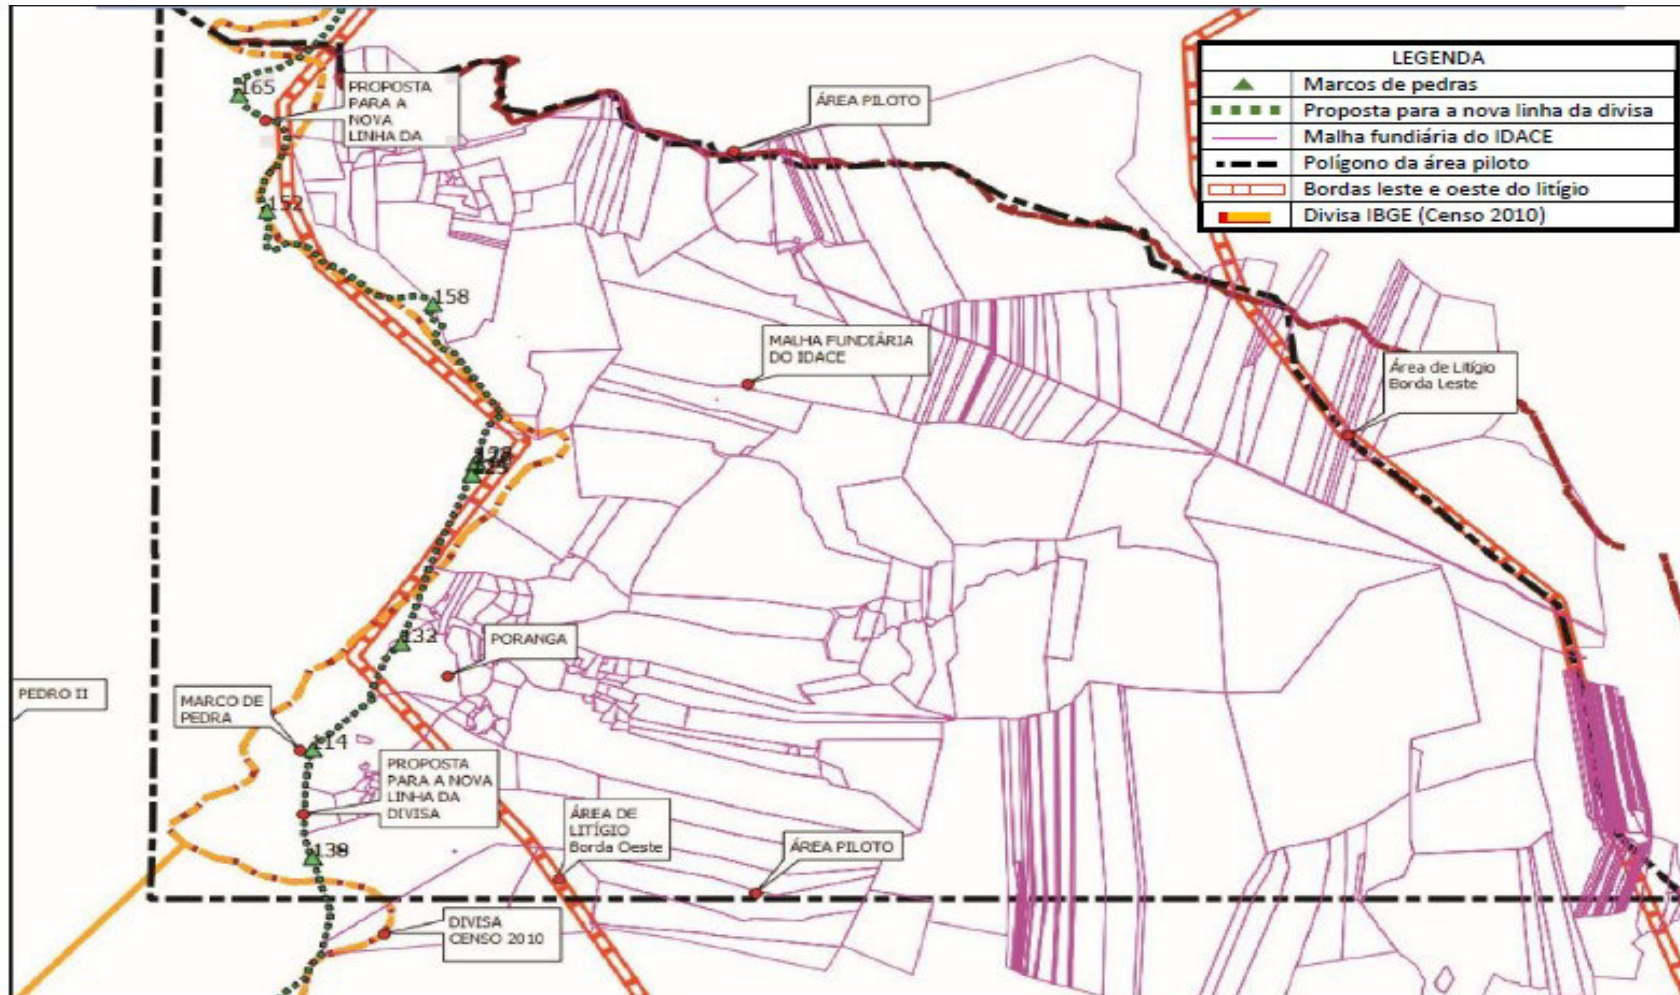 LEGENDA
Marcos de pedras
Proposta para a nova linha da divisa
Malha fundiária do IDACE
Polígono da área piloto
Bordas leste e oeste do litígio
Divisa IBGE (Censo 2010)
165
PROPOSTA
PARA A
NOVA
LINHA DA
ÁREA PILOTO
152
158
MALHA FUNDIÁRIA
DO IDACE
Área de Litígio
Borda Leste
132
PORANGA
PEDRO II
MARCO DE
PEDRA
114
PROPOSTA
PARA A NOVA
LINHA DA
DIVISA
ÁREA DE
LITÍGIO
Borda Oeste
ÁREA PILOTO
138
DIVISA
CENSO 2010